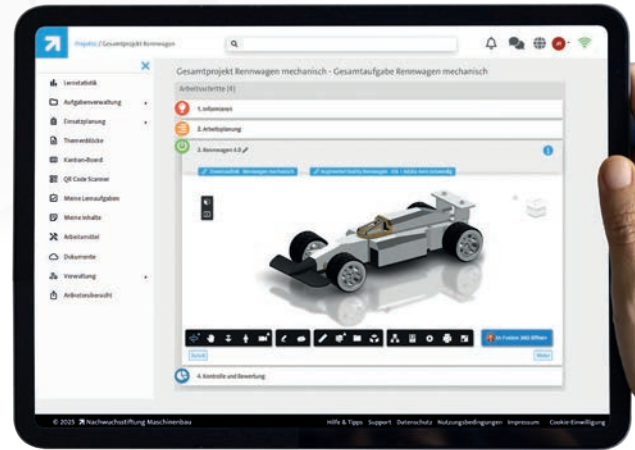 Projekte / Gesamtprojekt Rennwagen
Gesamtprojekt Rennwagen mechanisch - Gesamtaufgabe Rennwagen mechanisch
Arbeitsschritte (4)
1. Informieren
2. Arbeitsplanung
3. Rennwagen 4.0
Lernstatistik
Aufgabenverwaltung
Einsatzplanung
Themenblöcke
Kanban-Board
QR Code Scanner
Meine Lernaufgaben
Meine Inhalte
Arbeitsmittel
Dokumente
Verwaltung
Anbieterübersicht
In Fusion 360 öffnen
Zurück
Weiter
4. Kontrolle und Bewertung
© 2025 Nachwuchsstiftung Maschinenbau
Hilfe & Tipps Support Datenschutz Nutzungsbedingungen Impressum Cookie-Einwilligung